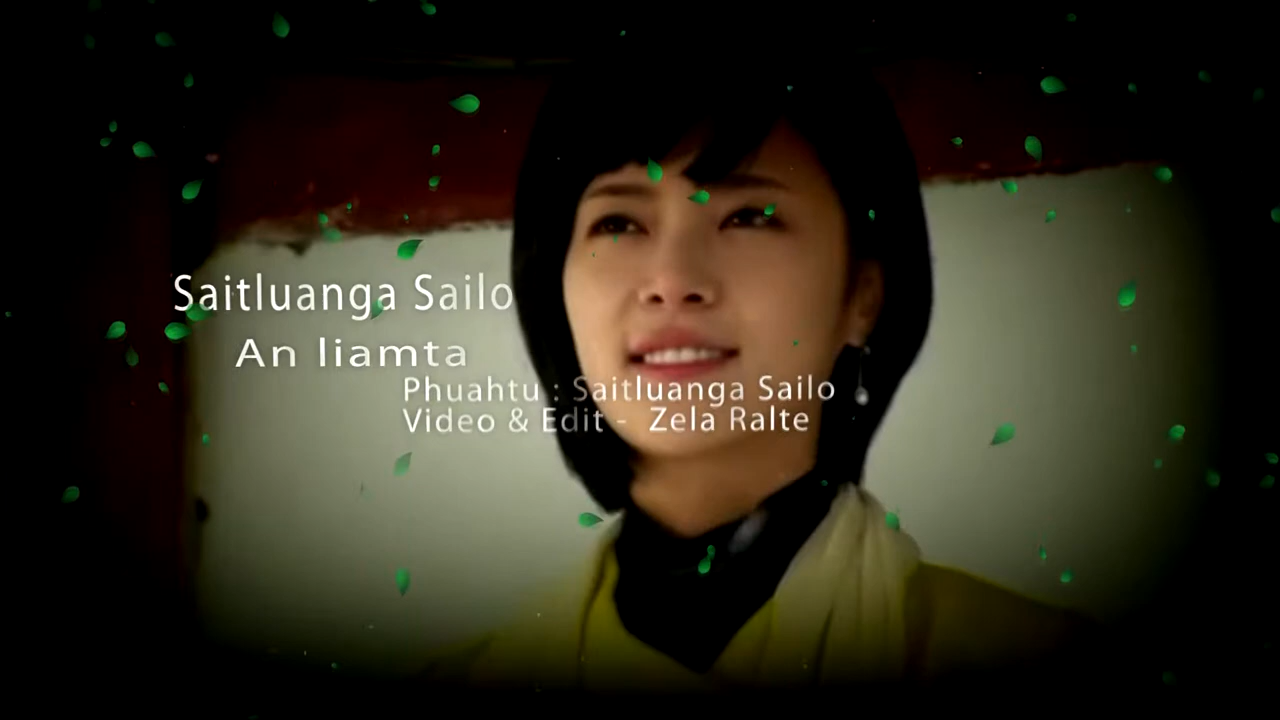 Saitluanga Sailo
An liamta
Phuahtu : Saitluanga Sailo
Video & Edit - Zela Ralte